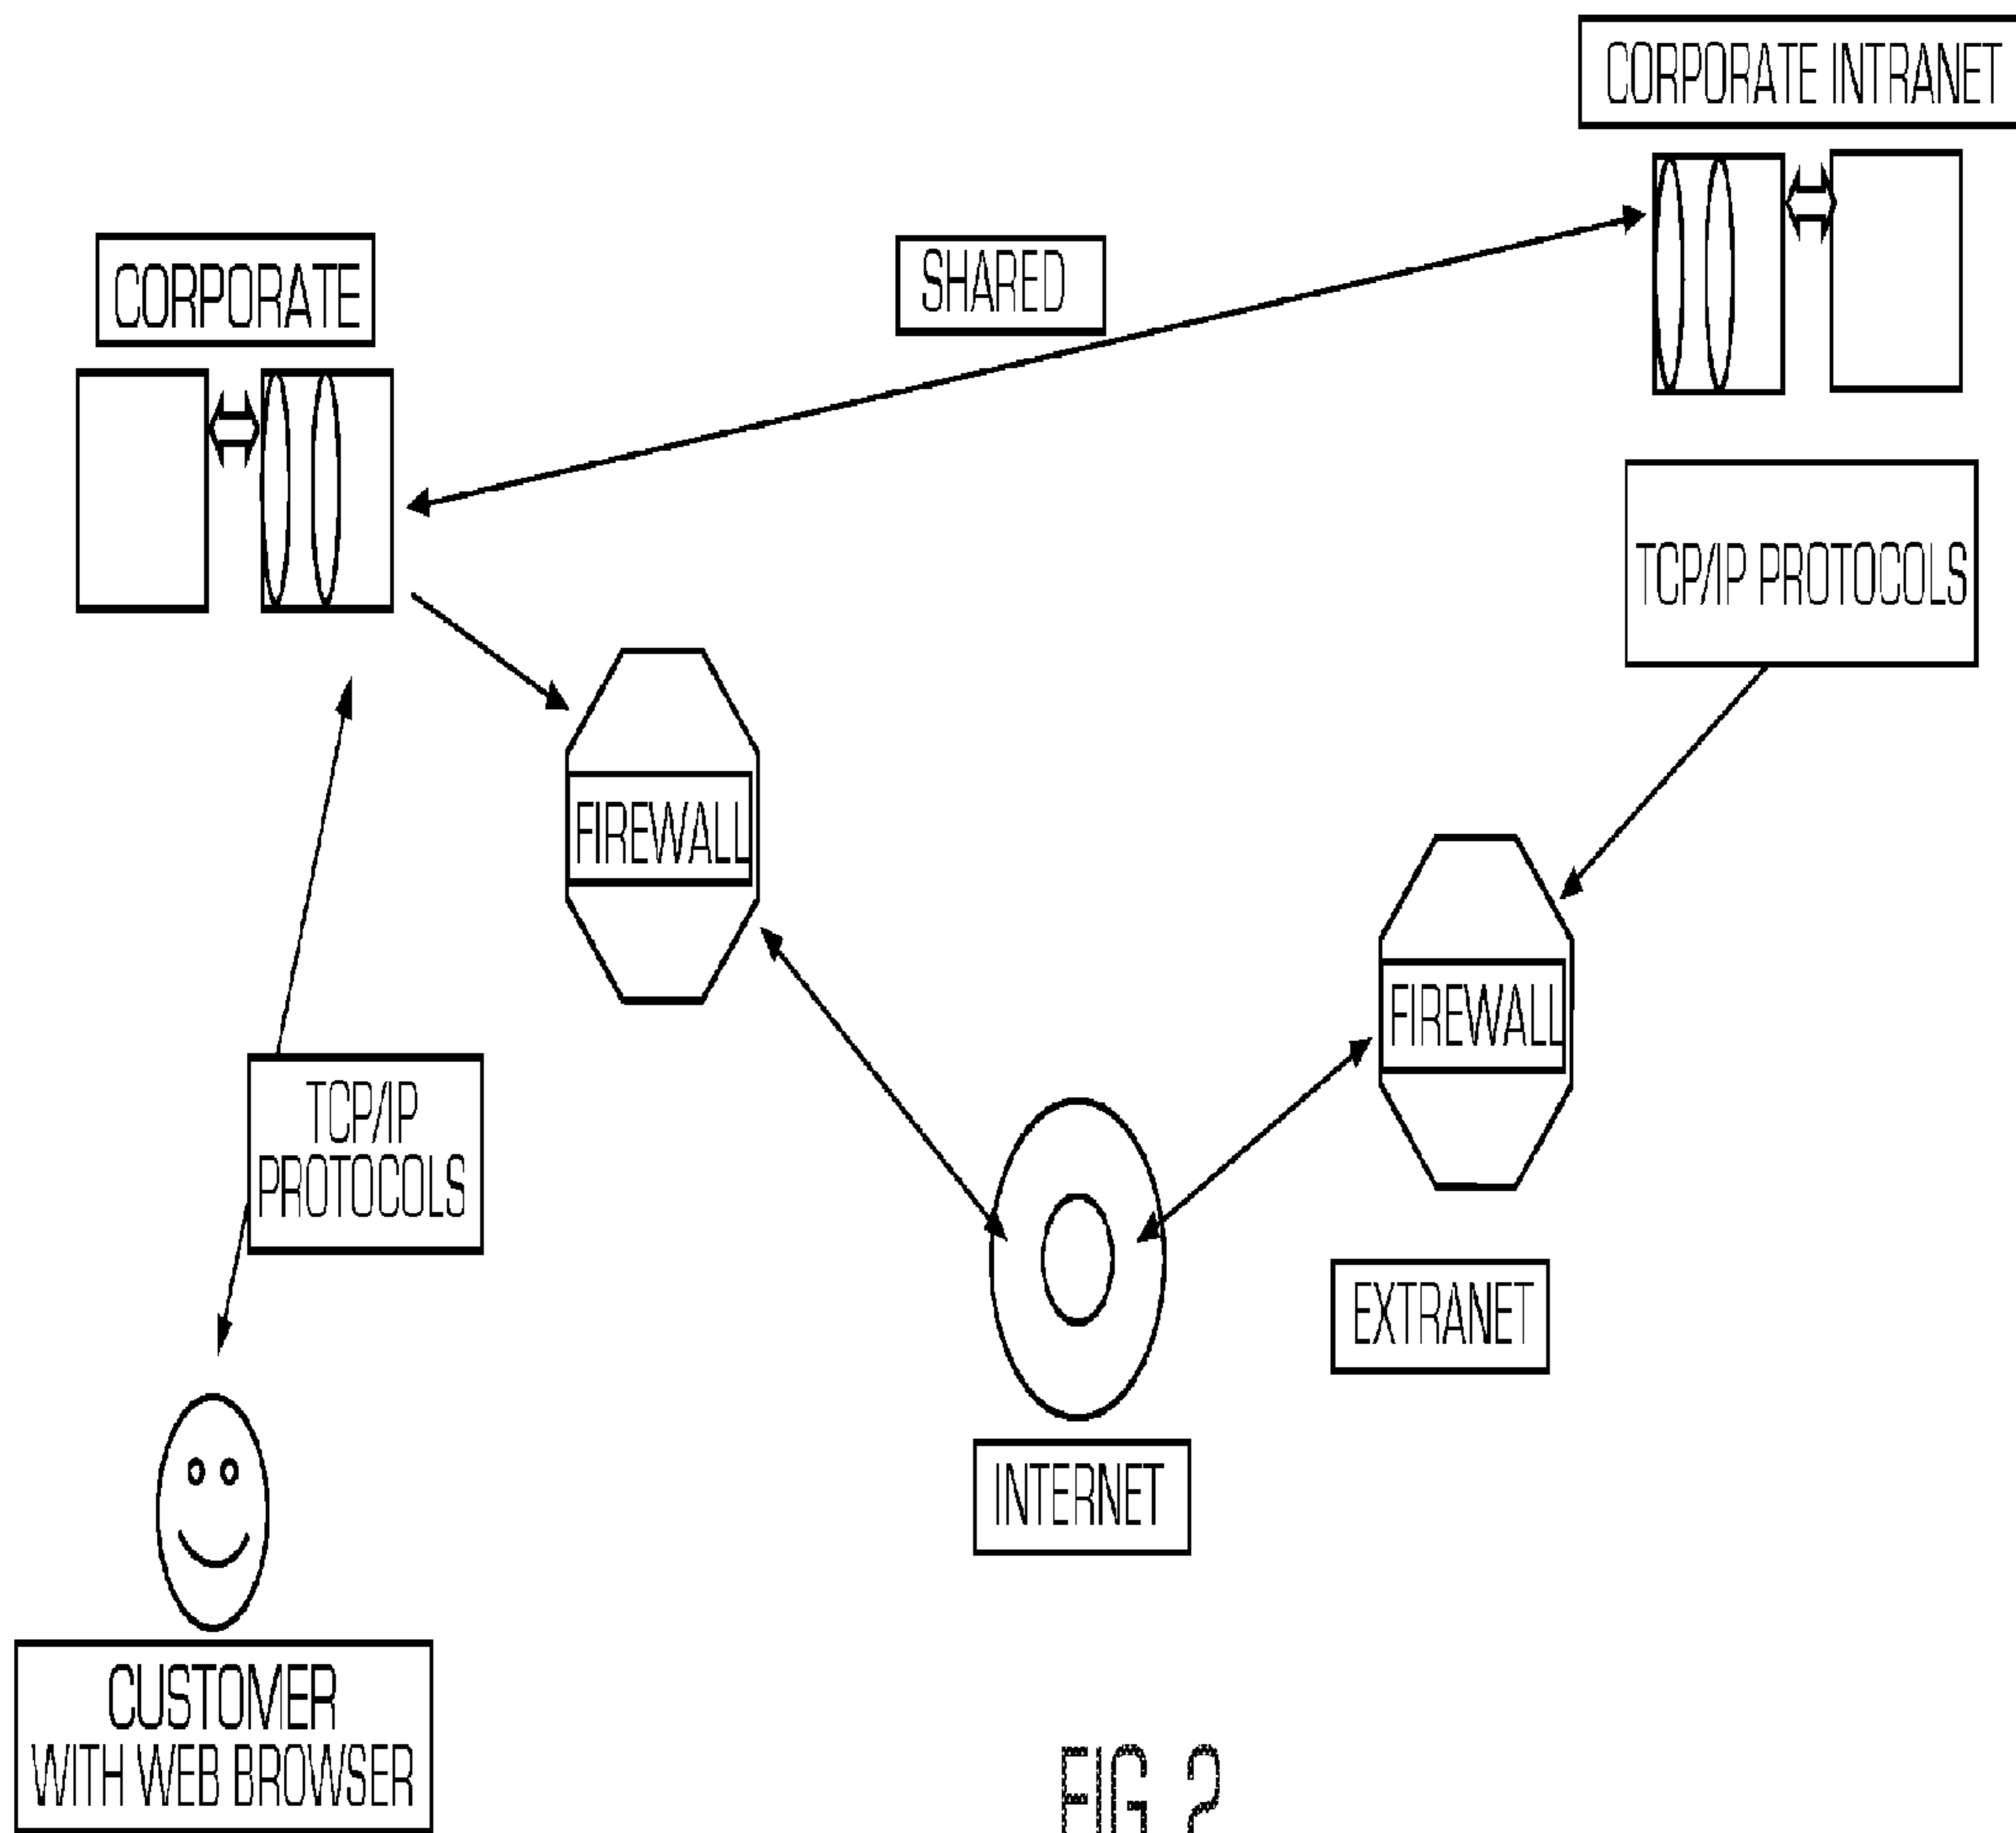 CORPORATE INTRANET
CORPORATE
SHARED
TCP/IP PROTOCOLS
FIREWALL
FIREWALL
TCP/IP
PROTOCOLS
EXTRANET
INTERNET
CUSTOMER
WITH WEB BROWSER
FIG 2